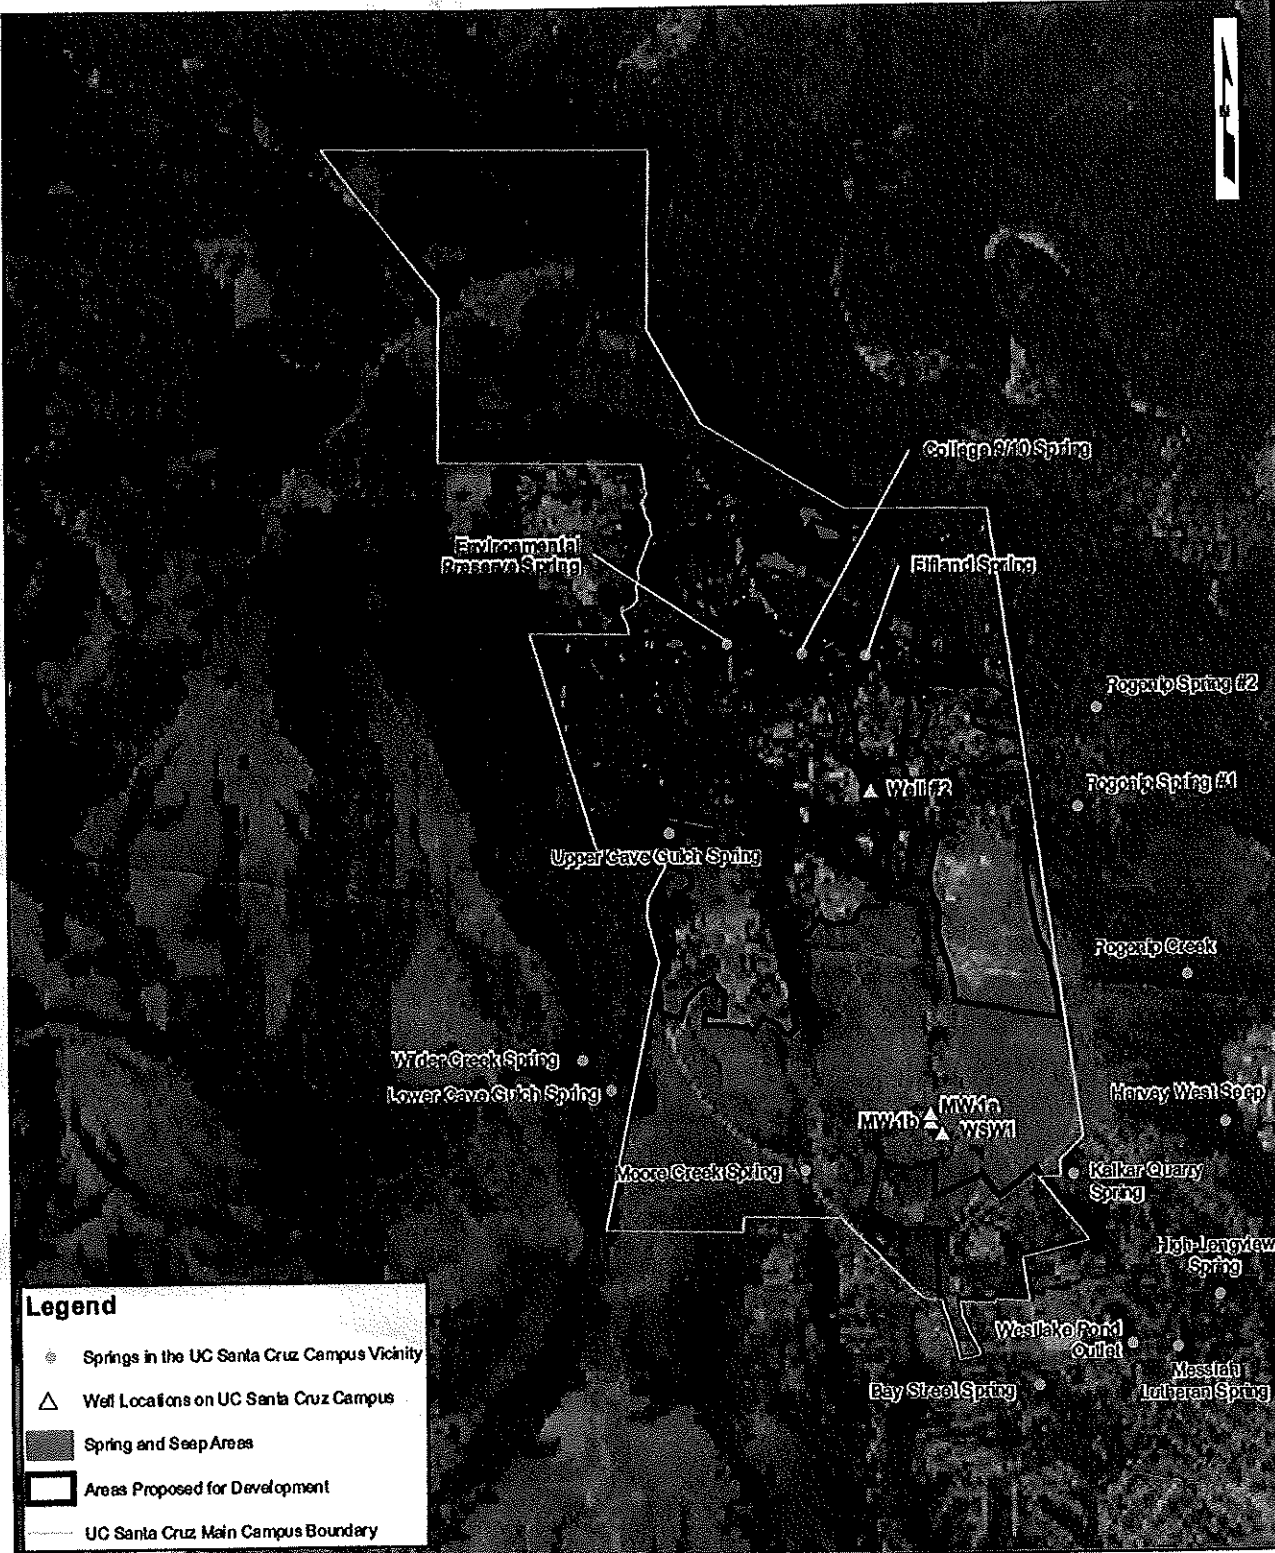 N
College 9/10 Spring
Environmental
Preserve Spring
Elfland Spring
Pogonip Spring #2
Pogonip Spring #1
Well #2
Upper Cave Gulch Spring
Pogonip Creek
Wilder Creek Spring
Lower Cave Gulch Spring
Harvey West Seep
MW-1a
MW-1b
WSW1
Moore Creek Spring
Kalkar Quarry
Spring
High-Longview
Spring
Westlake Pond
Outlet
Messiah
Lutheran Spring
Bay Street Spring
Legend
Springs in the UC Santa Cruz Campus Vicinity
Well Locations on UC Santa Cruz Campus
Spring and Seep Areas
Areas Proposed for Development
UC Santa Cruz Main Campus Boundary